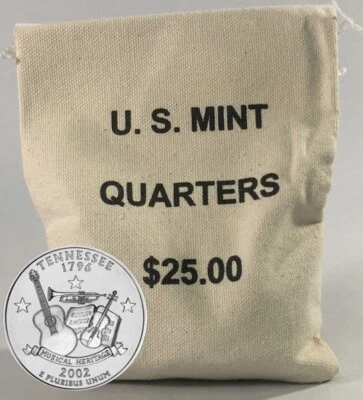 U. S. MINT
QUARTERS
$25.00
TENNESSEE
1796
MUSICAL HERITAGE
2002
E PLURIBUS UNUM